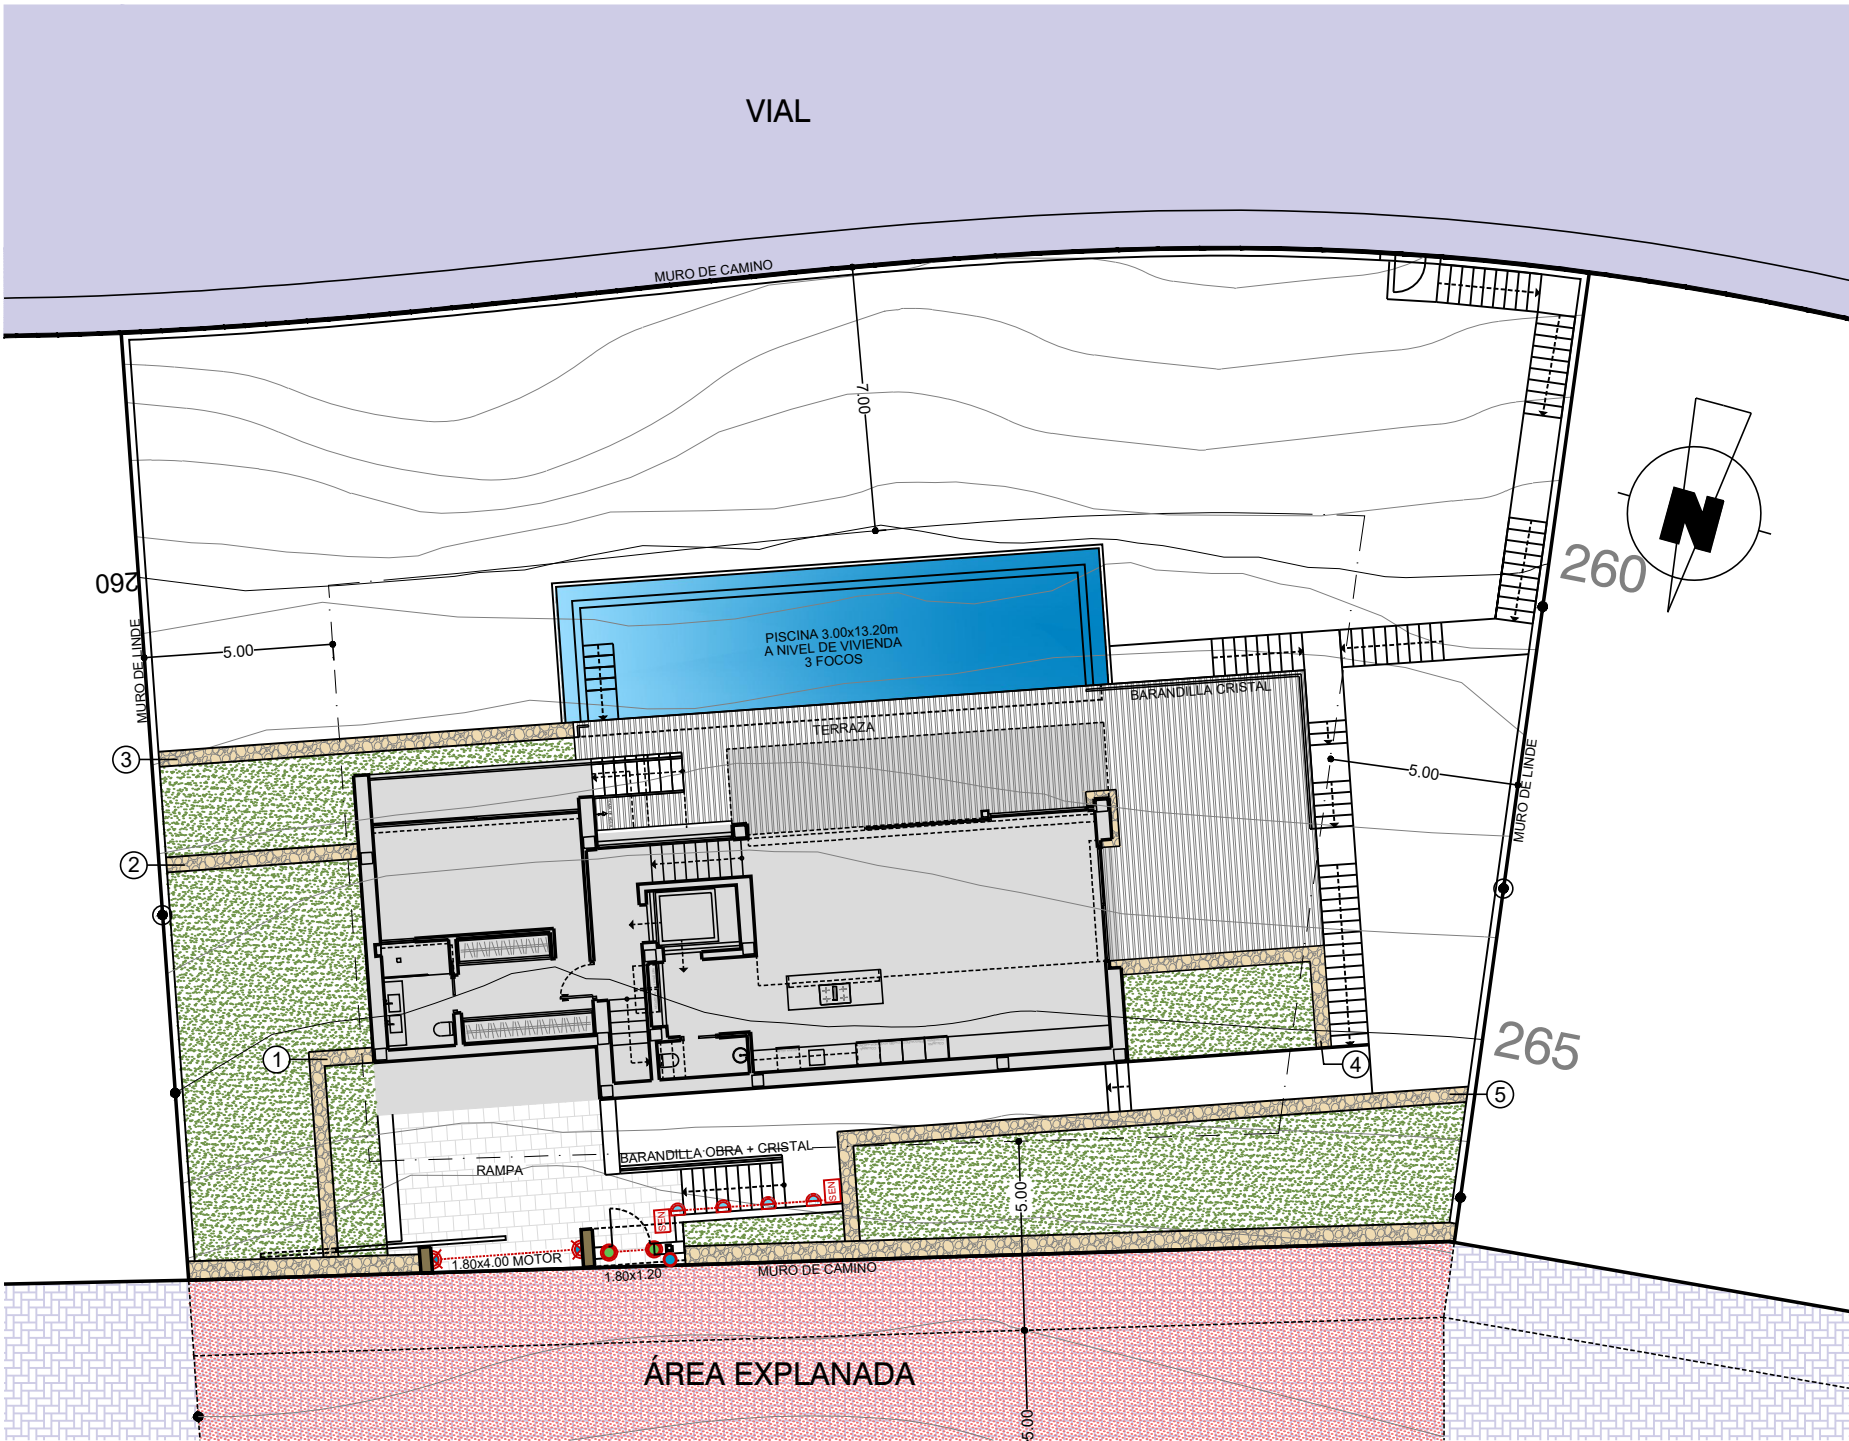 VIAL
MURO DE CAMINO
7.00
N
260
260
MURO DE LINDE
5.00
PISCINA 3.00x13.20m
A NIVEL DE VIVIENDA
3 FOCOS
BARANDILLA CRISTAL
TERRAZA
3
5.00
MURO DE LINDE
2
265
1
4
5
BARANDILLA OBRA + CRISTAL
RAMPA
SEN
SEN
5.00
1.80x4.00 MOTOR
1.80x1.20
MURO DE CAMINO
ÁREA EXPLANADA
5.00